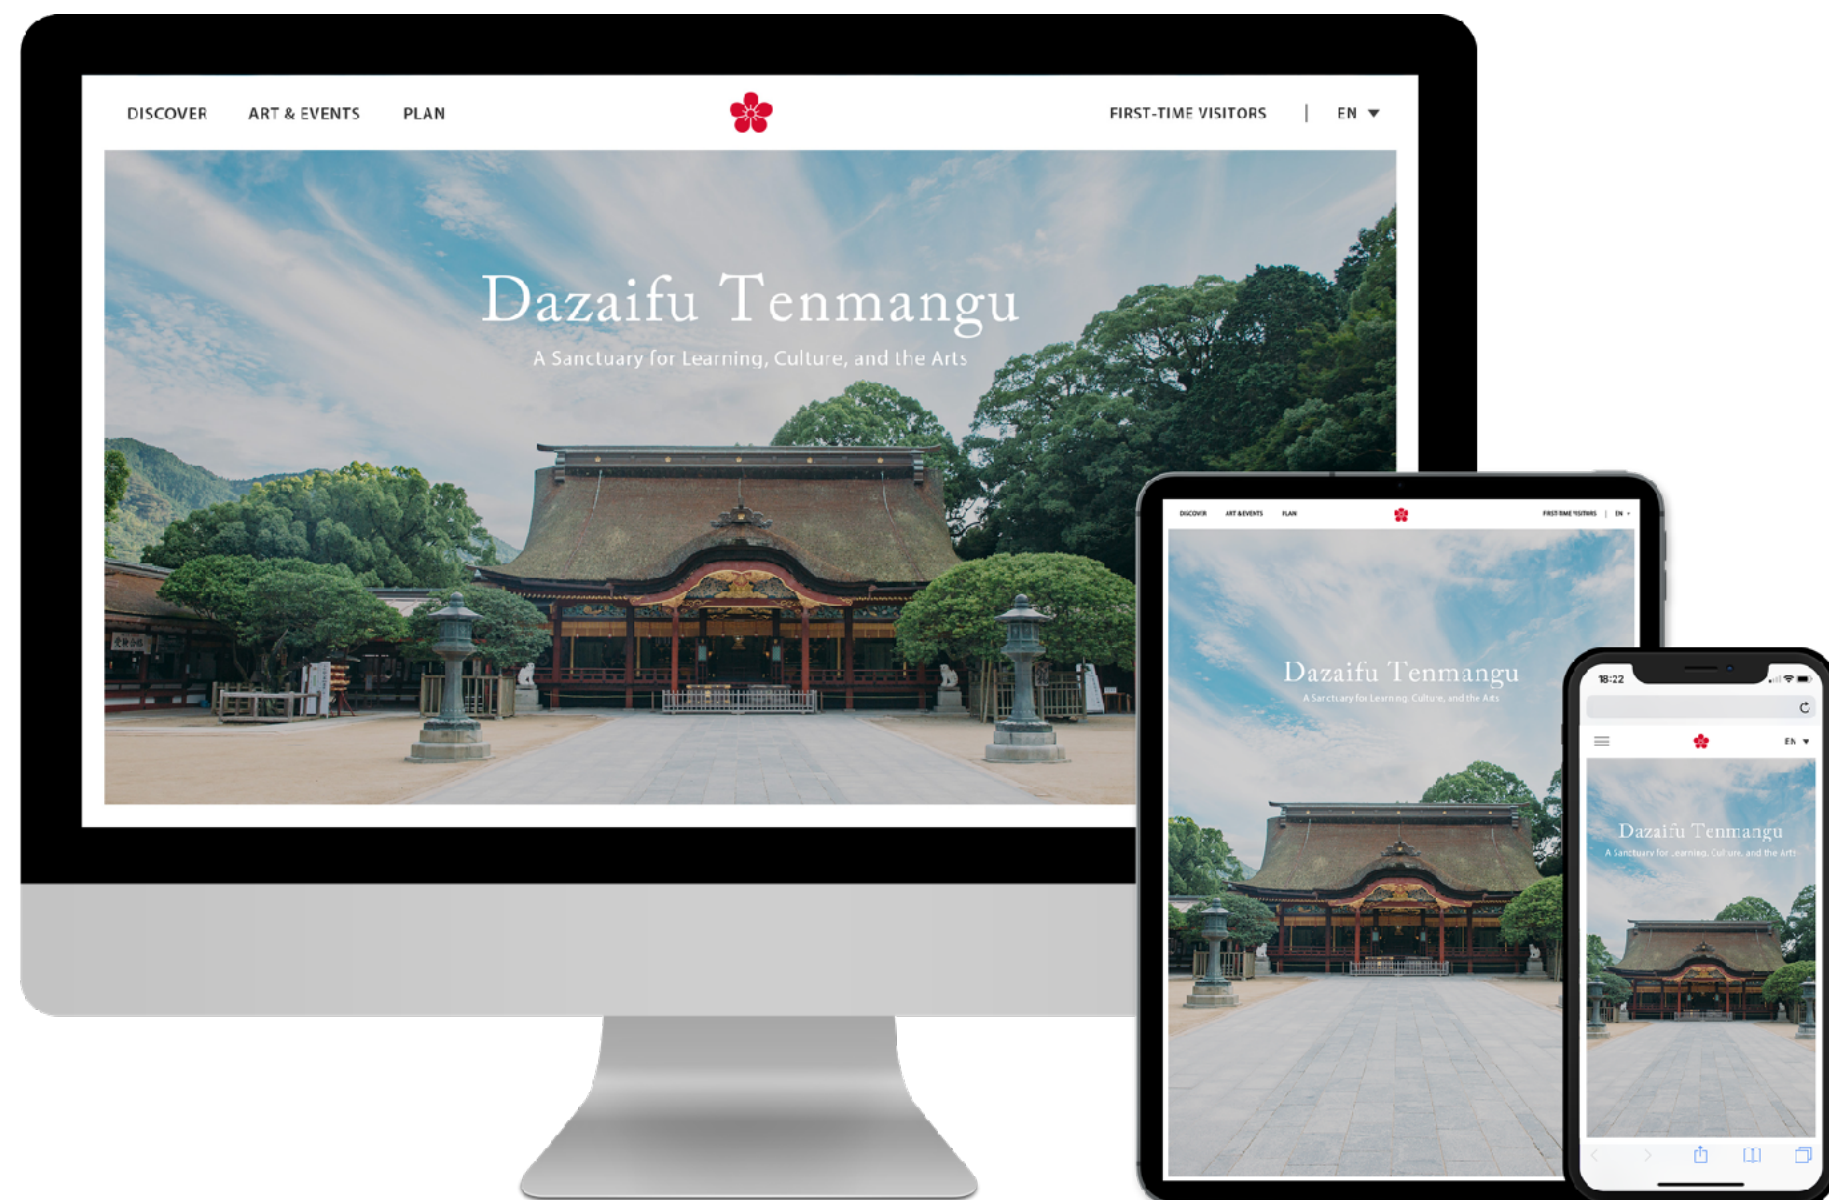 DISCOVER ART & EVENTS PLAN FIRST-TIME VISITORS | EN ▼
Dazaifu Tenmangu
A Sanctuary for Learning, Culture, and the Arts
DISCOVER ART & EVENTS PLAN FIRST-TIME VISITORS | EN
Dazaifu Tenmangu
A Sanctuary for Learning, Culture, and the Arts
18:22
EN ▼
Dazaifu Tenmangu
A Sanctuary for Learning, Culture, and the Arts